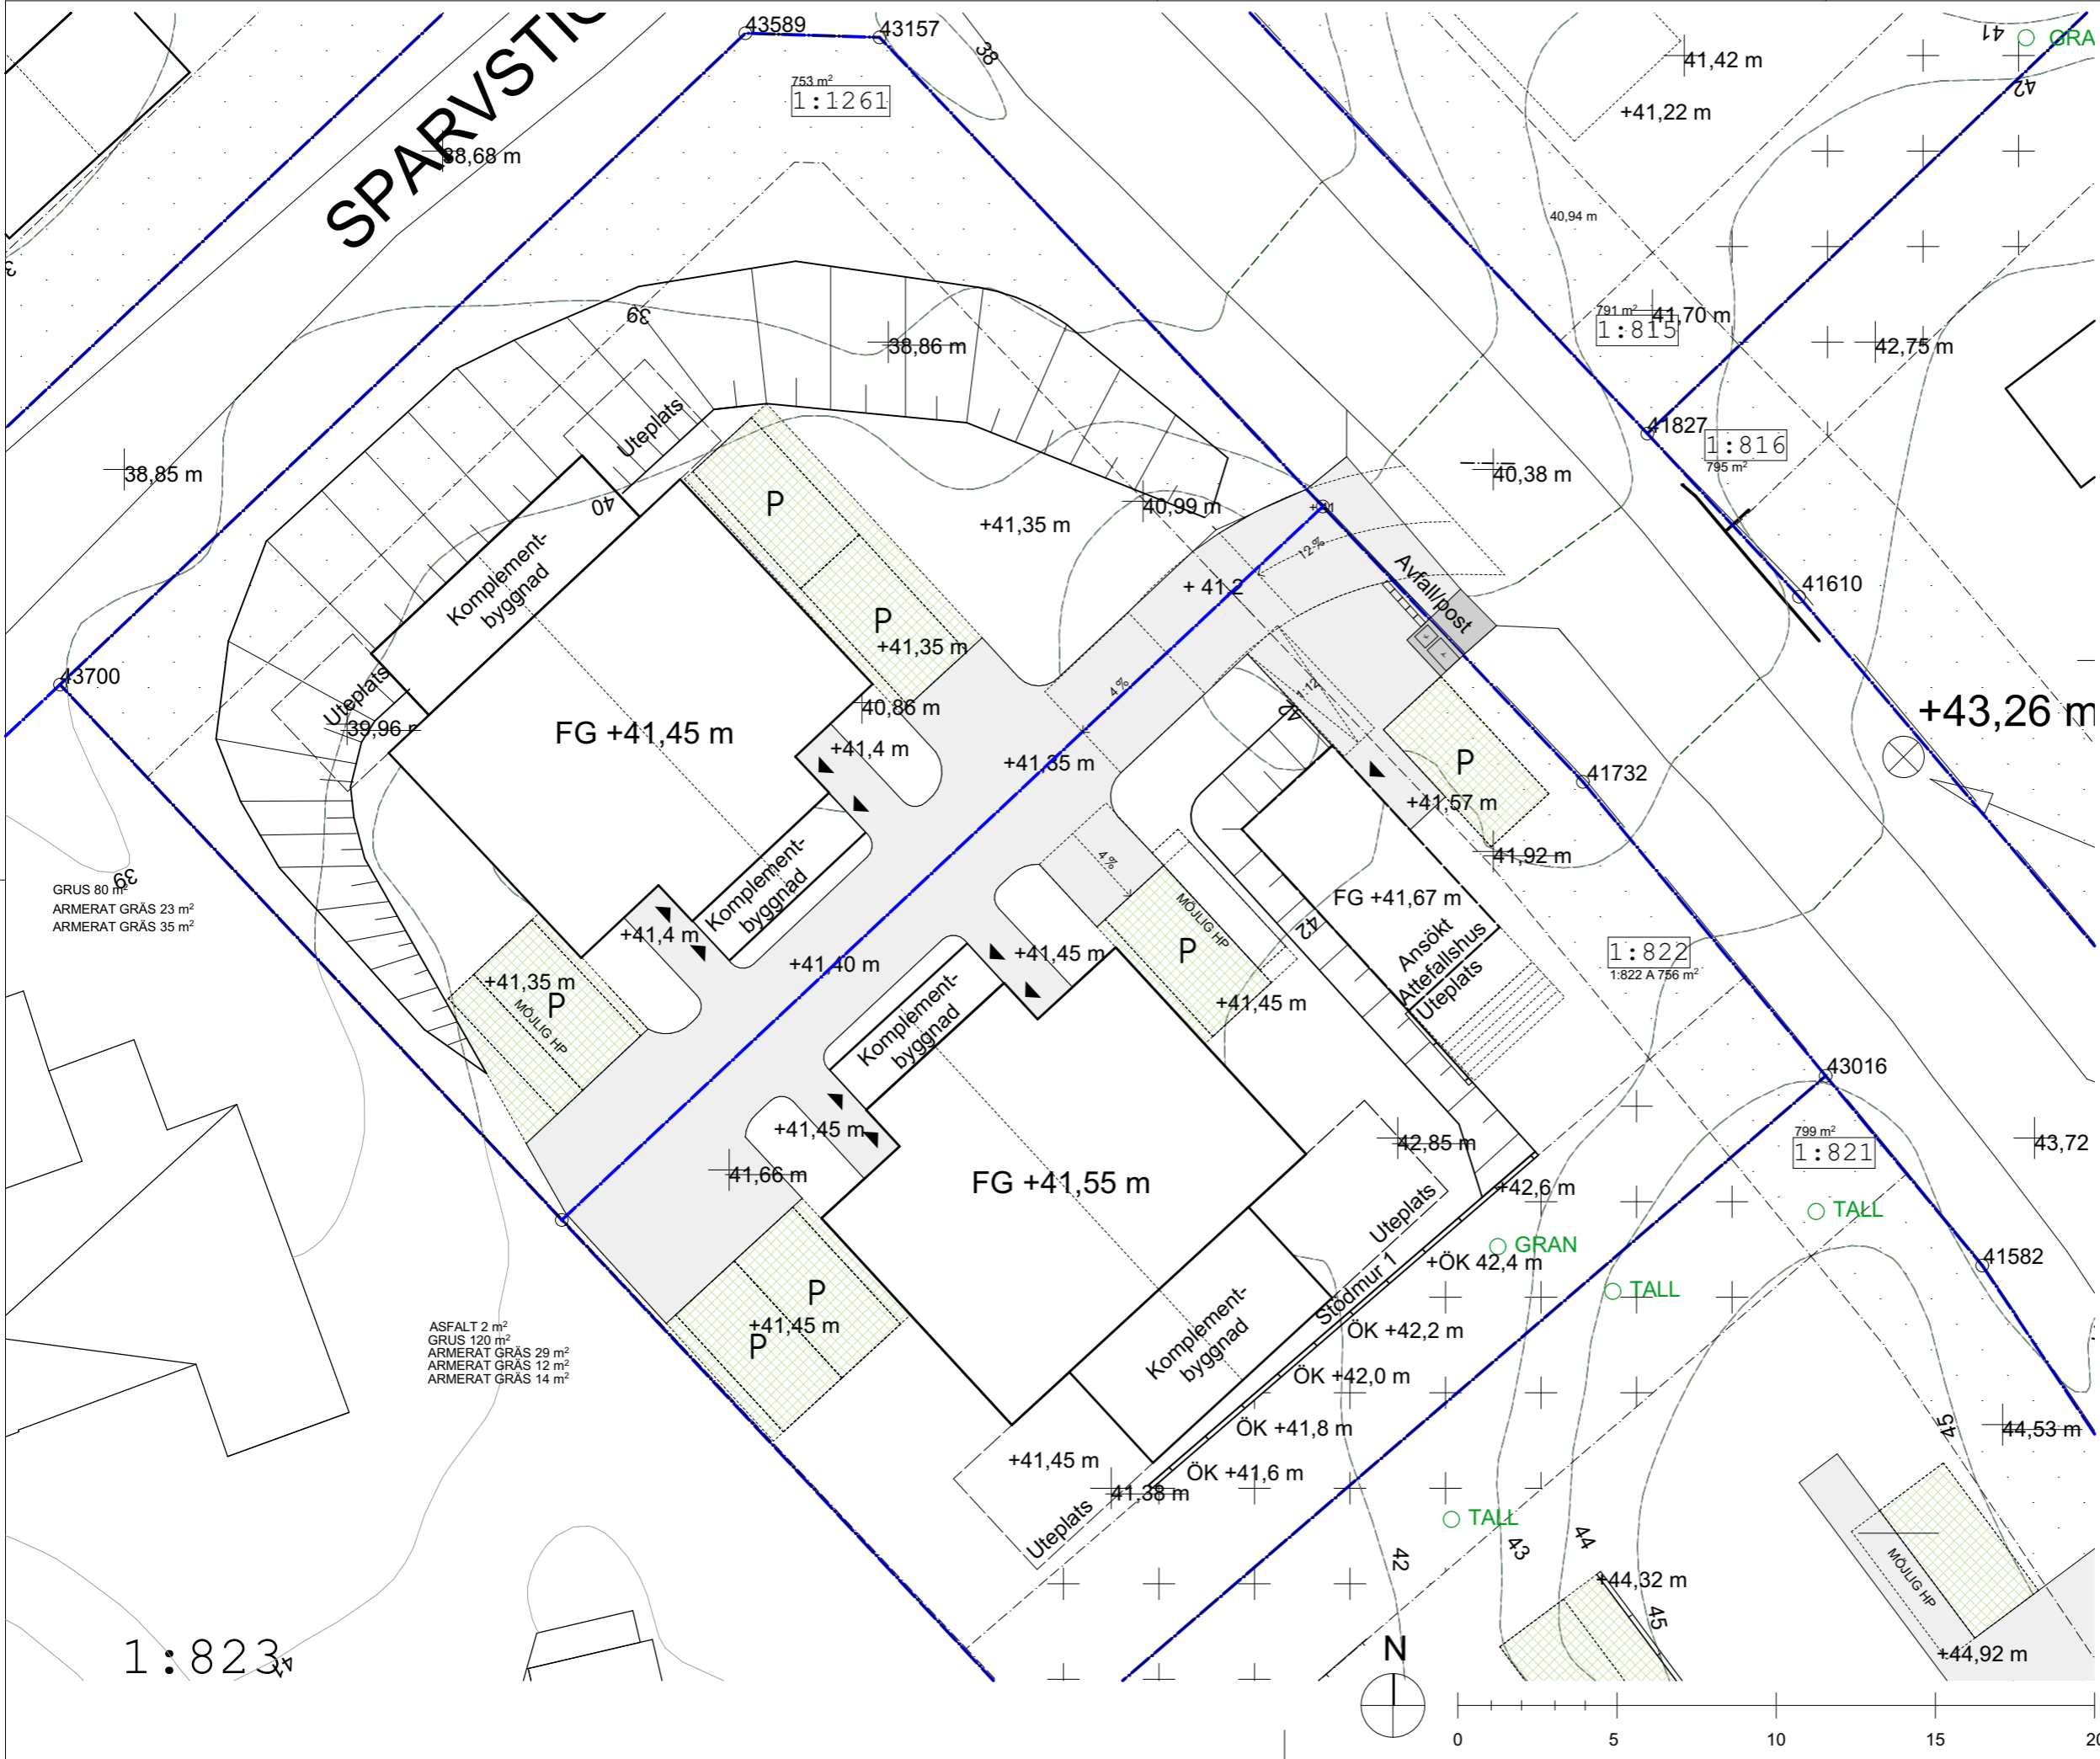 43589
43157
38
753 m²
1:1261
38,68 m
41,42 m
+41,22 m
41
GRA
42
40,94 m
791 m²
41,70 m
1:815
42,75 m
39
38,86 m
Uteplats
38,85 m
40
P
+41,35 m
40,99 m
40,38 m
41827
1:816
795 m²
Komplement-
byggnad
12 %
+ 41.2
Avfall/post
41610
P
+41,35 m
43700
Uteplats
39,96
FG +41,45 m
40,86 m
+41,4 m
4 %
+41,35 m
1:12
42
P
+41,57 m
41732
+43,26 m
41,92 m
39
GRUS 80 m²
ARMERAT GRÄS 23 m²
ARMERAT GRÄS 35 m²
Komplement-
byggnad
4 %
MÖJLIG HP
P
FG +41,67 m
42
Ansökt
Attefallshus
Uteplats
+41,4 m
+41,40 m
+41,45 m
+41,45 m
1:822
1:822 A 756 m²
+41,35 m
P
MÖJLIG HP
Komplement-
byggnad
43016
+41,45 m
41,66 m
FG +41,55 m
42,85 m
799 m²
1:821
43,72
+42,6 m
Uteplats
TALL
GRAN
+ÖK 42,4 m
41582
TALL
P
+41,45 m
P
Stödmur 1
ÖK +42,2 m
ASFALT 2 m²
GRUS 120 m²
ARMERAT GRÄS 29 m²
ARMERAT GRÄS 12 m²
ARMERAT GRÄS 14 m²
Komplement-
byggnad
ÖK +42,0 m
ÖK +41,8 m
45
44,53 m
+41,45 m
ÖK +41,6 m
41,38 m
Uteplats
TALL
42
43
44
+44,32 m
45
MÖJLIG HP
+44,92 m
1:823
N
0
5
10
15